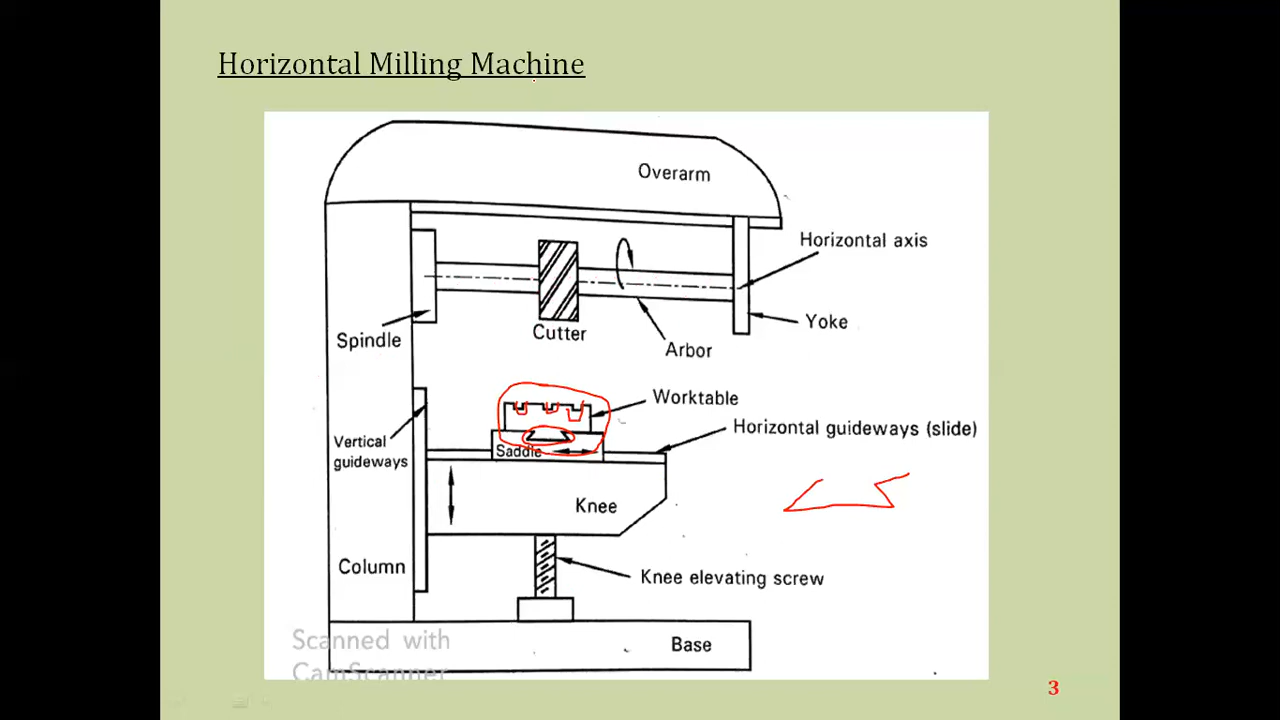 Horizontal Milling Machine
Overarm
Horizontal axis
Spindle
Cutter
Yoke
Arbor
Worktable
Horizontal guideways (slide)
Vertical
guideways
Saddle
Knee
Column
Knee elevating screw
Base
Scanned with
CamScanner
3